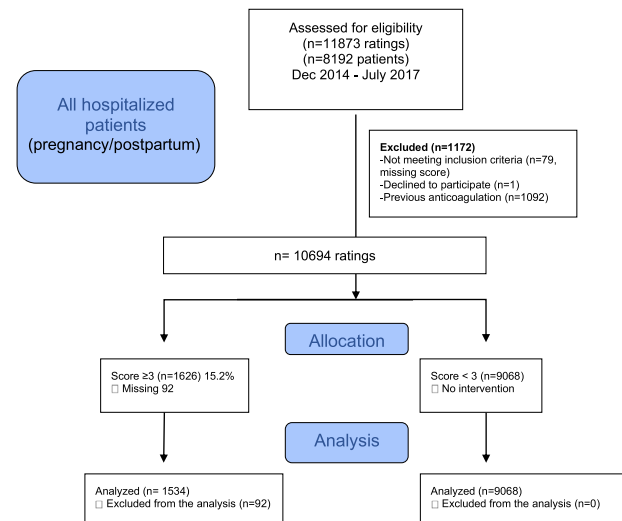 Assessed for eligibility
(n=11873 ratings)
(n=8192 patients)
Dec 2014 - July 2017
All hospitalized
patients
(pregnancy/postpartum)
Excluded (n=1172)
-Not meeting inclusion criteria (n=79,
missing score)
-Declined to participate (n=1)
-Previous anticoagulation (n=1092)
n= 10694 ratings
Allocation
Score ≥3 (n=1626) 15.2%
□ Missing 92
Score < 3 (n=9068)
□ No intervention
Analysis
Analyzed (n= 1534)
□ Excluded from the analysis (n=92)
Analyzed (n=9068)
□ Excluded from the analysis (n=0)